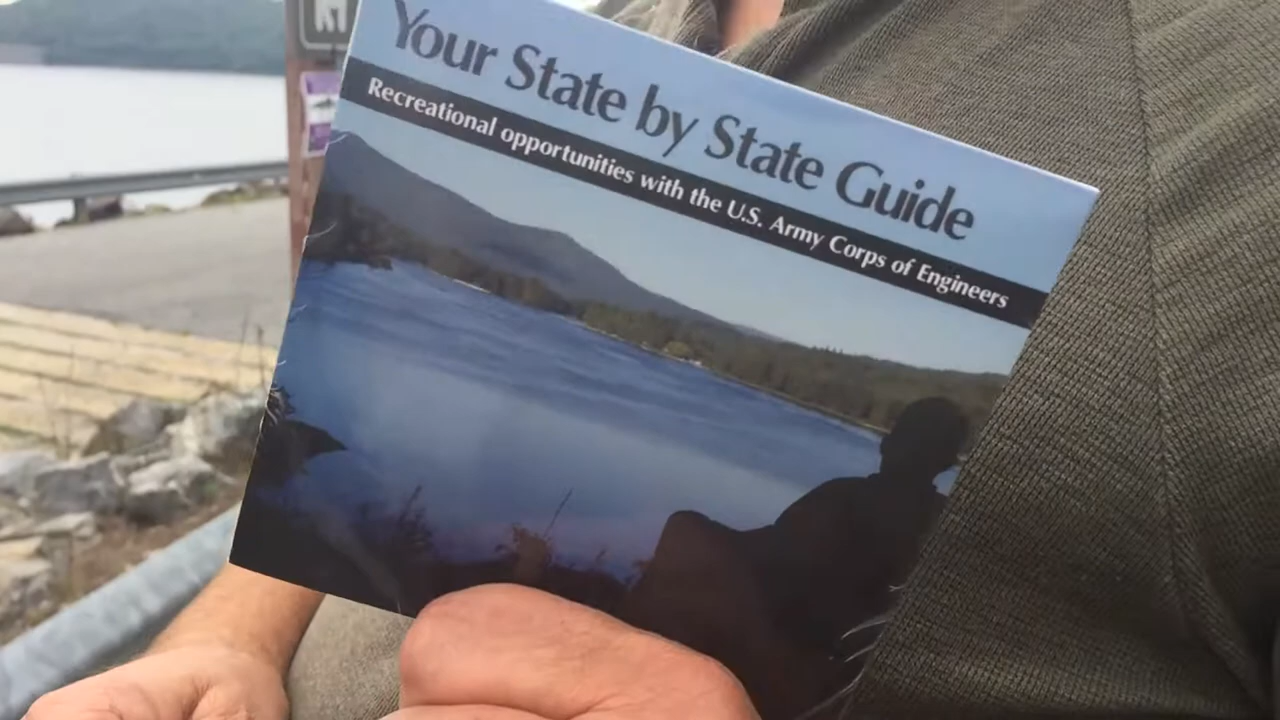 Your State by State Guide
Recreational opportunities with the U.S. Army Corps of Engineers